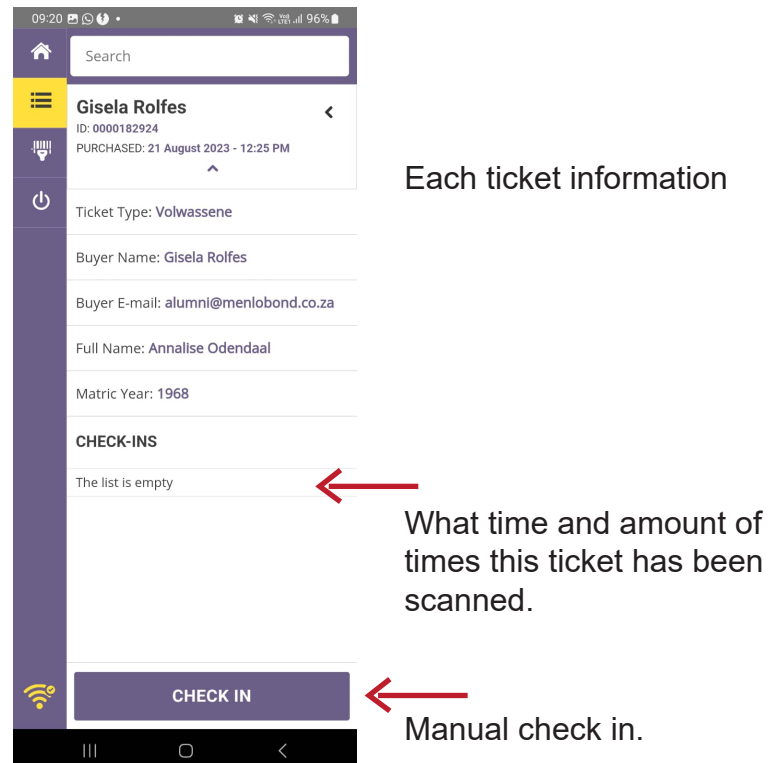 09:20 96%
Search
Gisela Rolfes
ID: 0000182924
PURCHASED: 21 August 2023 - 12:25 PM
Each ticket information
Ticket Type: Volwassene
Buyer Name: Gisela Rolfes
Buyer E-mail: alumni@menlobond.co.za
Full Name: Annalise Odendaal
Matric Year: 1968
CHECK-INS
The list is empty
What time and amount of
times this ticket has been
scanned.
CHECK IN
Manual check in.